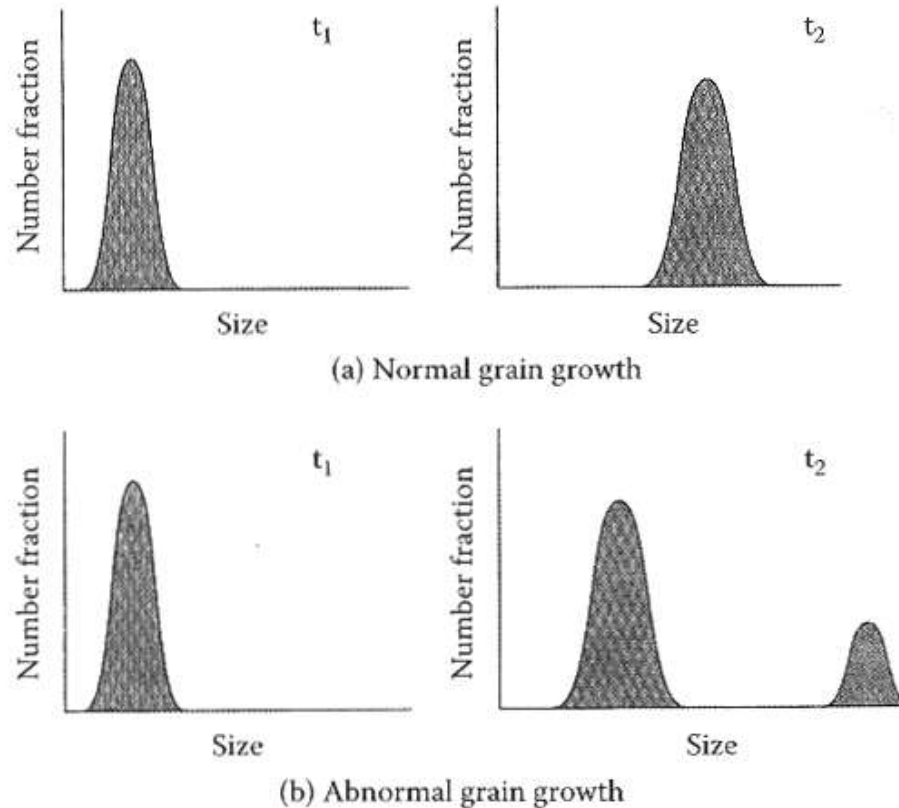 t₁
Number fraction
Size
t₂
Number fraction
Size
(a) Normal grain growth
t₁
Number fraction
Size
t₂
Number fraction
Size
(b) Abnormal grain growth